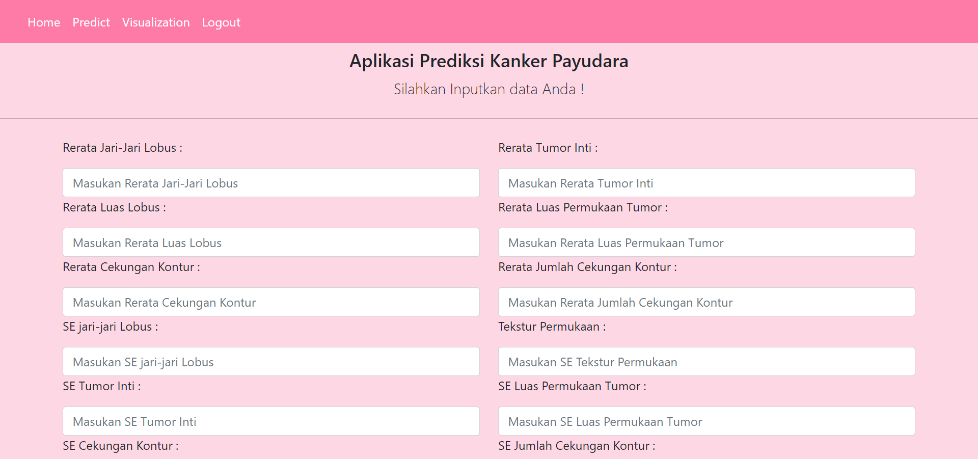 Home Predict Visualization Logout
Aplikasi Prediksi Kanker Payudara
Silahkan Inputkan data Anda !
Rerata Jari-Jari Lobus : Rerata Tumor Inti :
Masukan Rerata Jari-Jari Lobus Masukan Rerata Tumor Inti
Rerata Luas Lobus : Rerata Luas Permukaan Tumor :
Masukan Rerata Luas Lobus Masukan Rerata Luas Permukaan Tumor
Rerata Cekungan Kontur : Rerata Jumlah Cekungan Kontur :
Masukan Rerata Cekungan Kontur Masukan Rerata Jumlah Cekungan Kontur
SE jari-jari Lobus : Tekstur Permukaan :
Masukan SE jari-jari Lobus Masukan SE Tekstur Permukaan
SE Tumor Inti : SE Luas Permukaan Tumor :
Masukan SE Tumor Inti Masukan SE Luas Permukaan Tumor
SE Cekungan Kontur : SE Jumlah Cekungan Kontur :